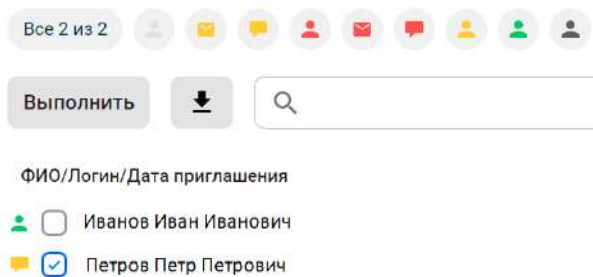 Все 2 из 2
Выполнить
ФИО/Логин/Дата приглашения
Иванов Иван Иванович
Петров Петр Петрович